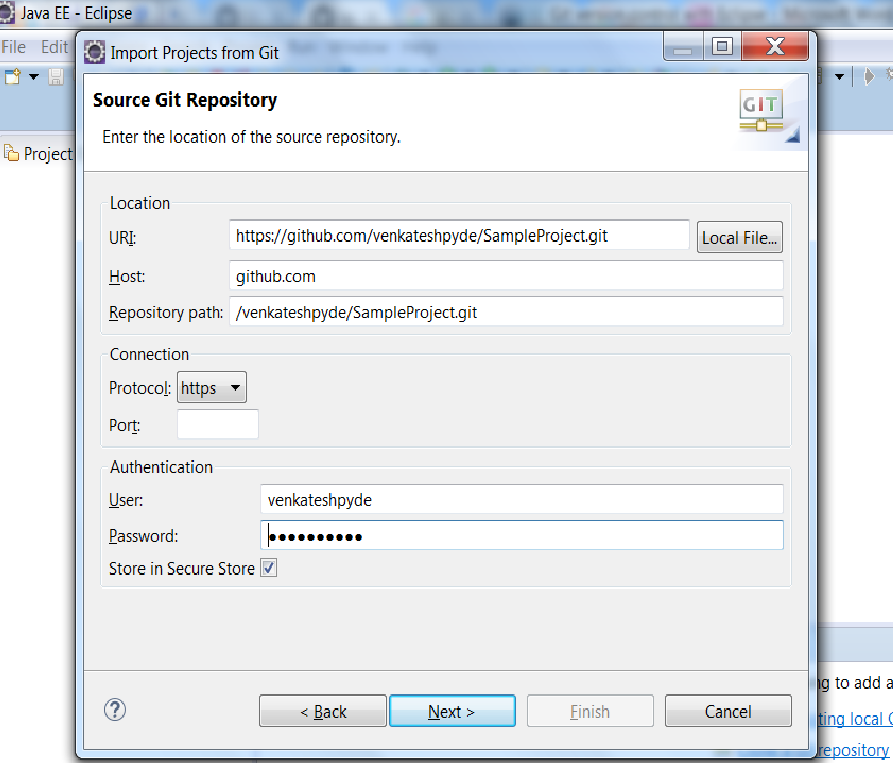 Java EE - Eclipse
File Edit
Import Projects from Git
Source Git Repository
Enter the location of the source repository.
GIT
Project
Location
URI: https://github.com/venkateshpyde/SampleProject.git Local File...
Host: github.com
Repository path: /venkateshpyde/SampleProject.git
Connection
Protocol: https
Port:
Authentication
User: venkateshpyde
Password: ●●●●●●●●●●
Store in Secure Store
ng to add a
ting local
repository
? < Back Next > Finish Cancel